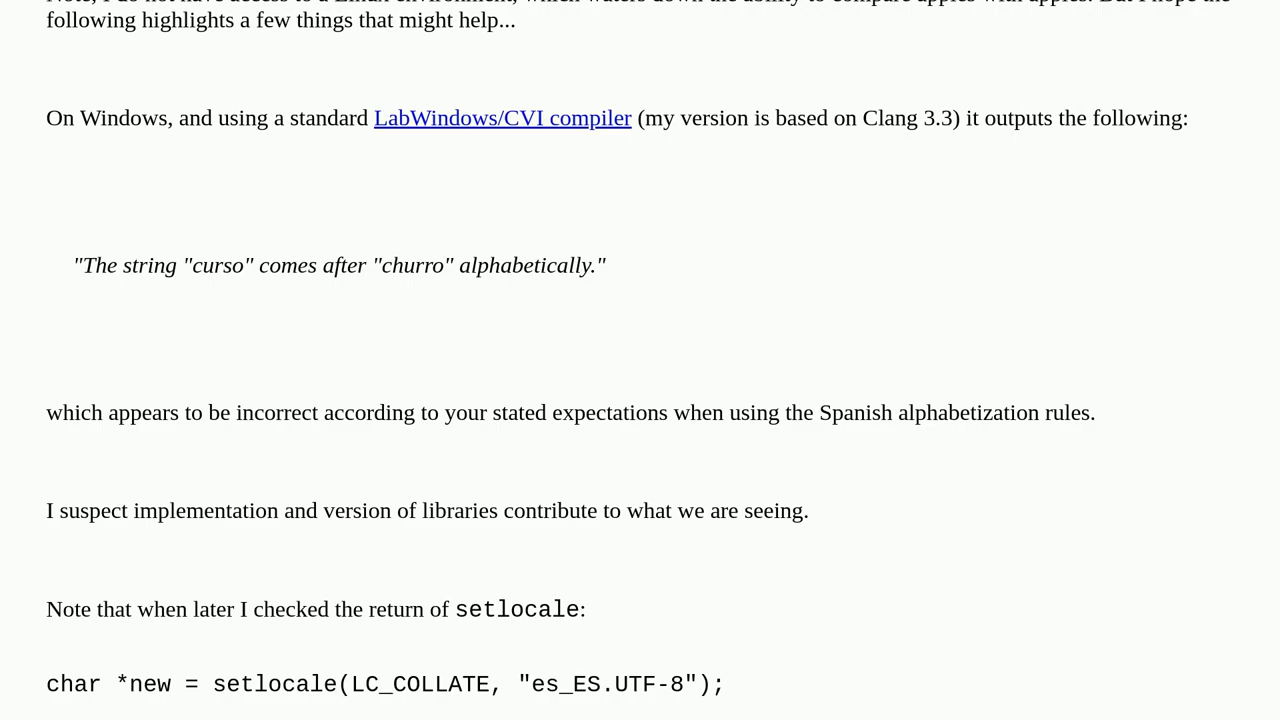 following highlights a few things that might help...
On Windows, and using a standard LabWindows/CVI compiler (my version is based on Clang 3.3) it outputs the following:
"The string "curso" comes after "churro" alphabetically."
which appears to be incorrect according to your stated expectations when using the Spanish alphabetization rules.
I suspect implementation and version of libraries contribute to what we are seeing.
Note that when later I checked the return of setlocale:
char *new = setlocale(LC_COLLATE, "es_ES.UTF-8");